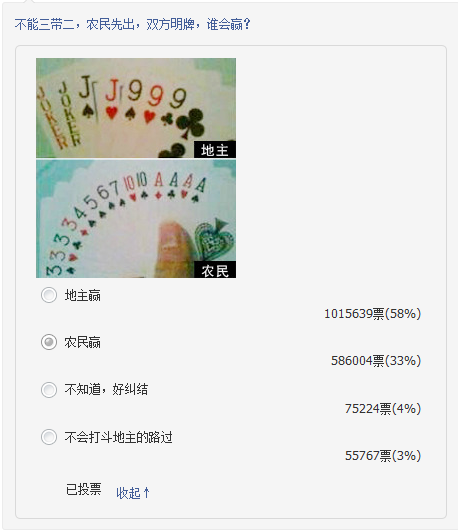 不能三带二，农民先出，双方明牌，谁会赢?
JOKER JOKER J J 9 9 9
地主
3 3 3 3 4 5 6 7 10 10 A A A A
农民
地主赢
1015639票(58%)
农民赢
586004票(33%)
不知道，好纠结
75224票(4%)
不会打斗地主的路过
55767票(3%)
已投票 收起↑